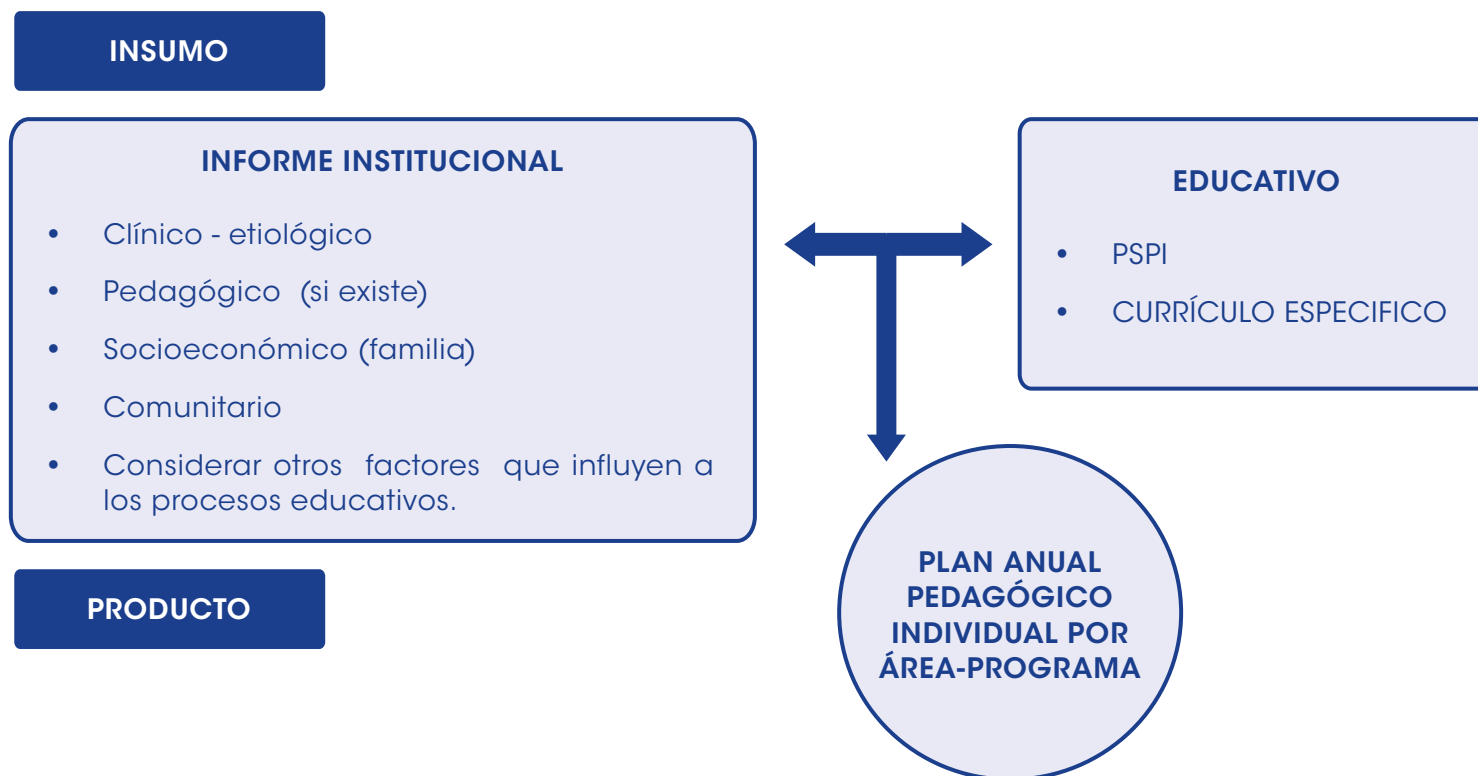 INSUMO
INFORME INSTITUCIONAL
• Clínico - etiológico
• Pedagógico (si existe)
• Socioeconómico (familia)
• Comunitario
• Considerar otros factores que influyen a
los procesos educativos.
EDUCATIVO
• PSPI
• CURRÍCULO ESPECIFICO
PRODUCTO
PLAN ANUAL
PEDAGÓGICO
INDIVIDUAL POR
ÁREA-PROGRAMA